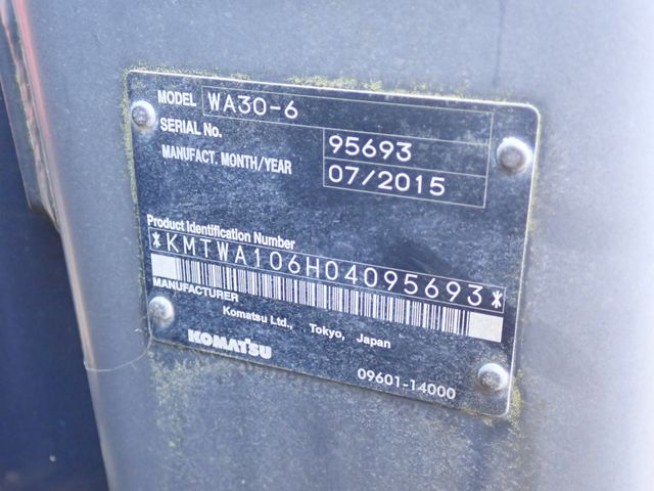 MODEL WA30-6
SERIAL No. 95693
MANUFACT. MONTH/YEAR 07/2015
Product Identification Number
*KMTWA106H04095693*
MANUFACTURER
Komatsu Ltd., Tokyo, Japan
KOMATSU
09601-14000